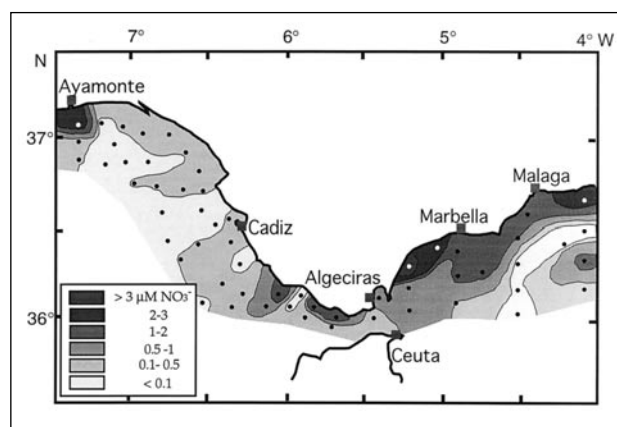 7° 6° 5° 4° W
N
Ayamonte
37°
Malaga
Marbella
Cadiz
Algeciras
> 3 µM NO₃⁻
2-3
1-2
0.5 -1
0.1- 0.5
< 0.1
36°
Ceuta